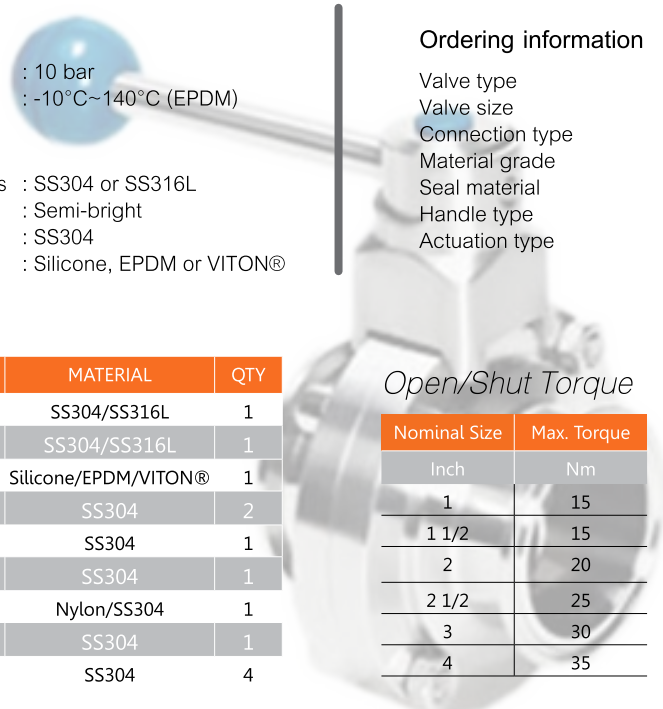 : 10 bar
: -10°C~140°C (EPDM)
s : SS304 or SS316L
: Semi-bright
: SS304
: Silicone, EPDM or VITON®
Ordering information
Valve type
Valve size
Connection type
Material grade
Seal material
Handle type
Actuation type
MATERIAL QTY
SS304/SS316L 1
SS304/SS316L 1
Silicone/EPDM/VITON® 1
SS304 2
SS304 1
SS304 1
Nylon/SS304 1
SS304 1
SS304 4
Open/Shut Torque
Nominal Size Max. Torque
Inch Nm
1 15
1 1/2 15
2 20
2 1/2 25
3 30
4 35